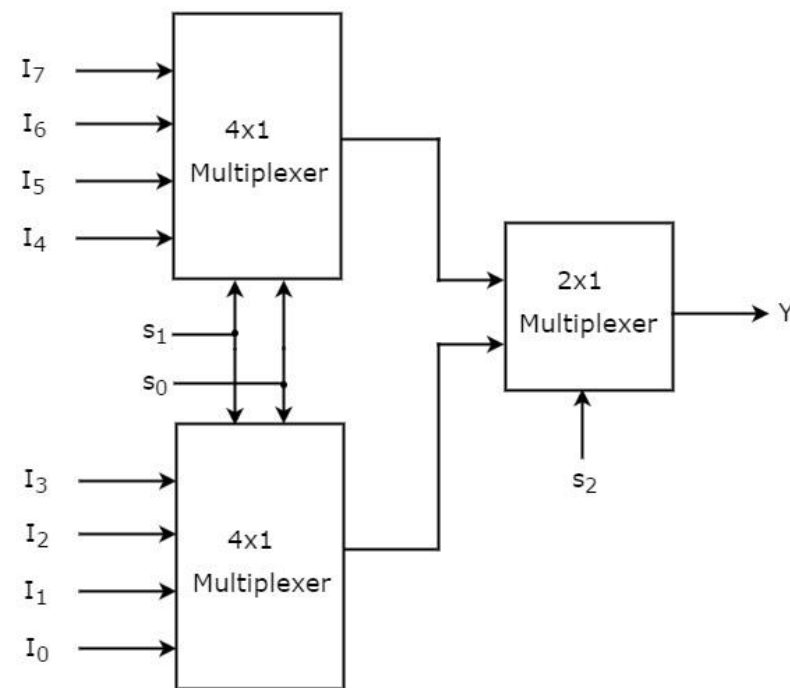 I₇
I₆
I₅
I₄
4x1
Multiplexer
s₁
s₀
2x1
Multiplexer
Y
s₂
I₃
I₂
I₁
I₀
4x1
Multiplexer